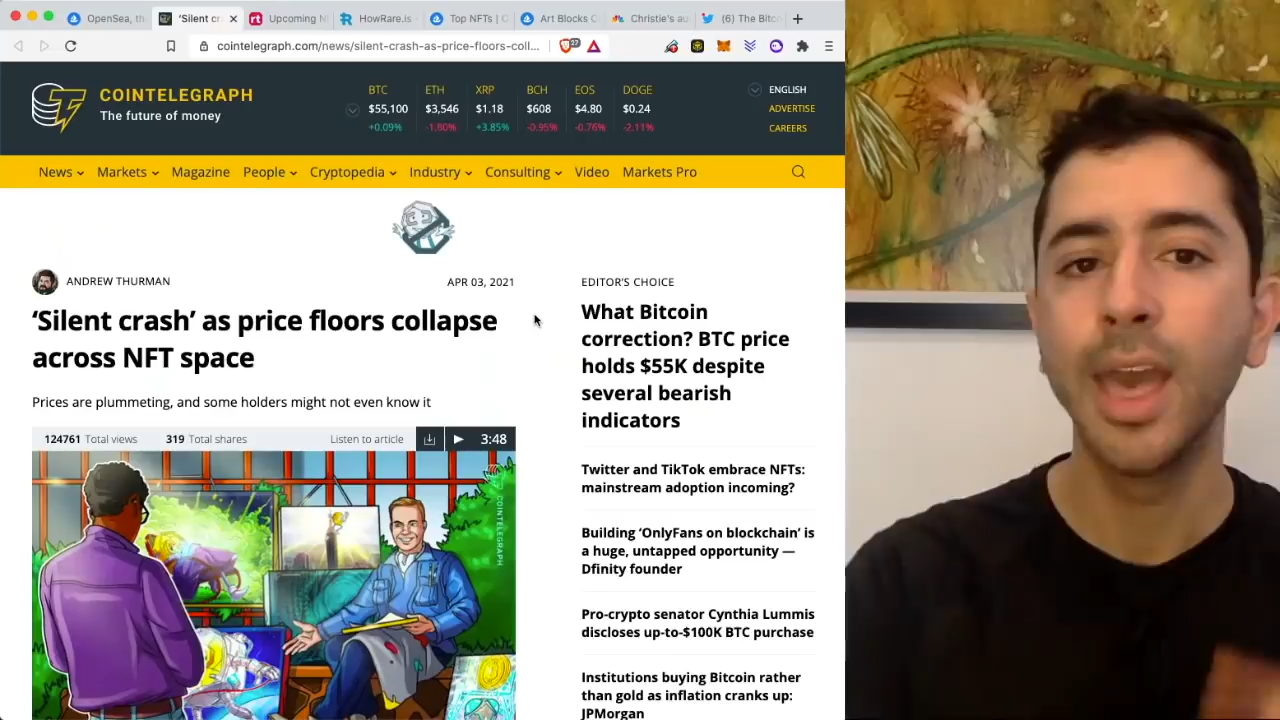 OpenSea, th
'Silent cr
Upcoming N
HowRare.is
Top NFTs | O
Art Blocks C
Christie's au
(6) The Bitc
cointelegraph.com/news/silent-crash-as-price-floors-coll...
27
COINTELEGRAPH
The future of money
BTC ETH XRP BCH EOS DOGE
$55,100 $3,546 $1.18 $608 $4.80 $0.24
+0.09% -1.80% +3.85% -0.95% -0.76% -2.11%
ENGLISH
ADVERTISE
CAREERS
News Markets Magazine People Cryptopedia Industry Consulting Video Markets Pro
ANDREW THURMAN
APR 03, 2021
'Silent crash' as price floors collapse
across NFT space
Prices are plummeting, and some holders might not even know it
124761 Total views 319 Total shares Listen to article 3:48
COINTELEGRAPH
EDITOR'S CHOICE
What Bitcoin
correction? BTC price
holds $55K despite
several bearish
indicators
Twitter and TikTok embrace NFTs:
mainstream adoption incoming?
Building 'OnlyFans on blockchain' is
a huge, untapped opportunity —
Dfinity founder
Pro-crypto senator Cynthia Lummis
discloses up-to-$100K BTC purchase
Institutions buying Bitcoin rather
than gold as inflation cranks up:
JPMorgan